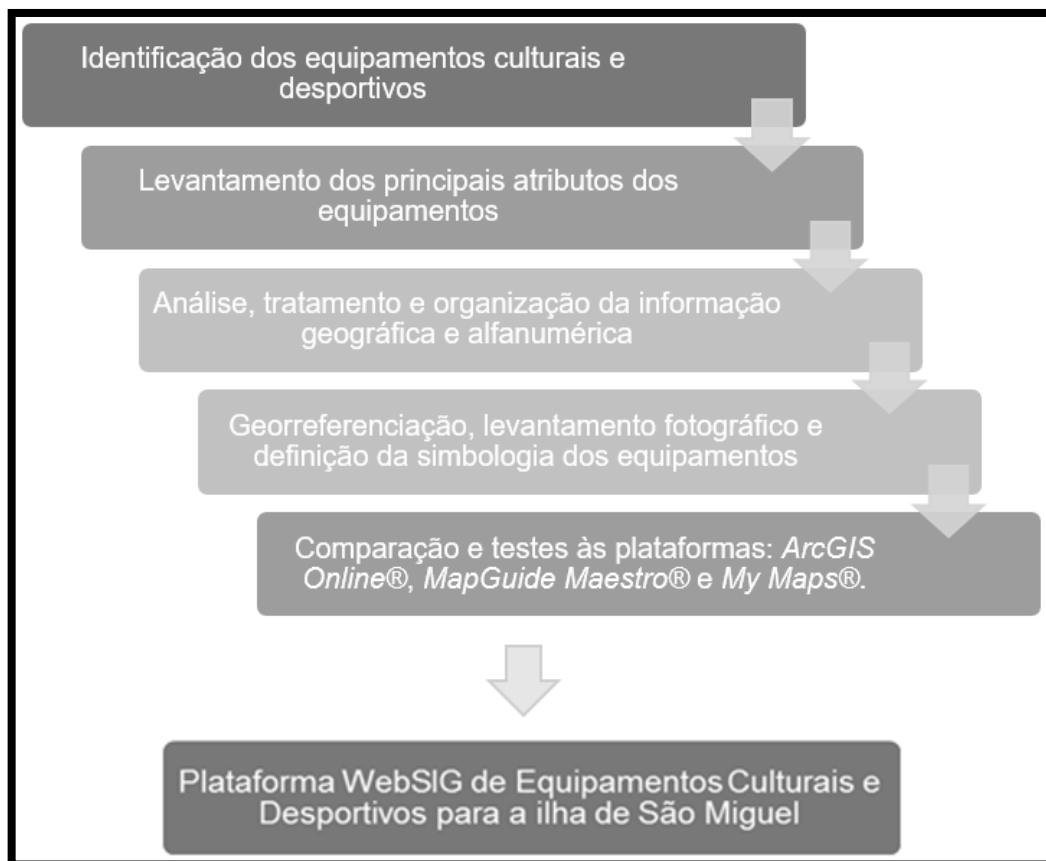 Identificação dos equipamentos culturais e
desportivos
Levantamento dos principais atributos dos
equipamentos
Análise, tratamento e organização da informação
geográfica e alfanumérica
Georreferenciação, levantamento fotográfico e
definição da simbologia dos equipamentos
Comparação e testes às plataformas: ArcGIS
Online®, MapGuide Maestro® e My Maps®.
Plataforma WebSIG de Equipamentos Culturais e
Desportivos para a ilha de São Miguel